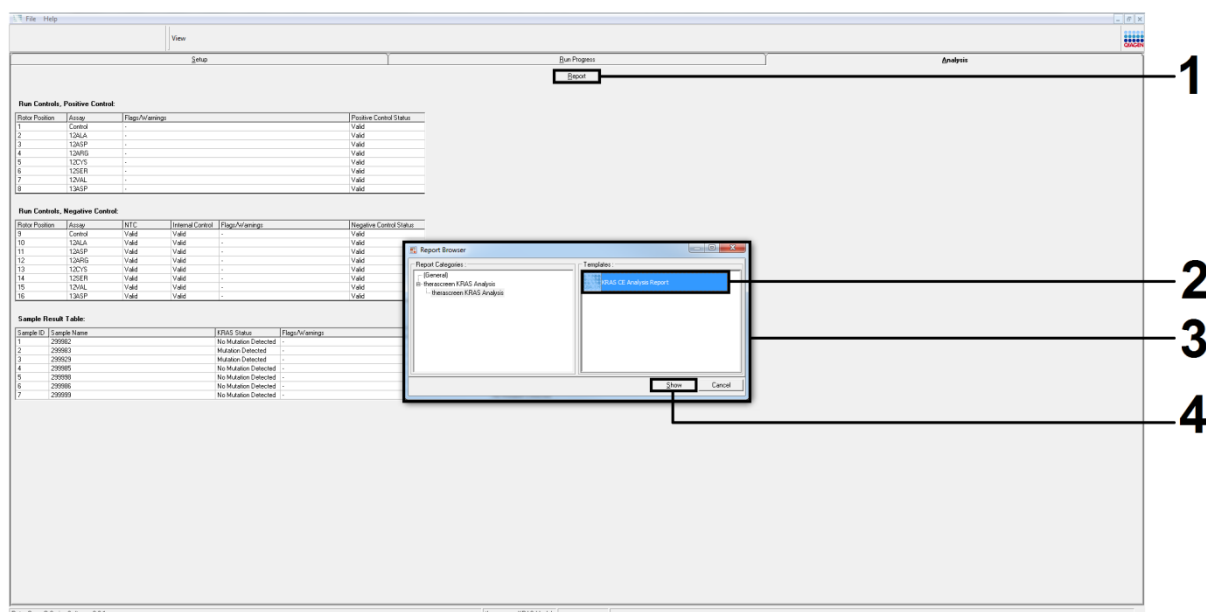 File Help
View
QIAGEN
Setup Run Progress Analysis
Report
1
Run Controls, Positive Control:
Rotor Position Assay Flags/Warnings Positive Control Status
1 Control - Valid
2 12ALA - Valid
3 12ASP - Valid
4 12ARG - Valid
5 12CYS - Valid
6 12SER - Valid
7 12VAL - Valid
8 13ASP - Valid
Run Controls, Negative Control:
Rotor Position Assay NTC Internal Control Flags/Warnings Negative Control Status
9 Control Valid Valid - Valid
10 12ALA Valid Valid -
11 12ASP Valid Valid -
12 12ARG Valid Valid -
13 12CYS Valid Valid -
14 12SER Valid Valid -
15 12VAL Valid Valid -
16 13ASP Valid Valid -
Sample Result Table:
Sample ID Sample Name KRAS Status Flags/Warnings
1 299982 No Mutation Detected -
2 299983 Mutation Detected -
3 299929 Mutation Detected -
4 299985 No Mutation Detected -
5 299998 No Mutation Detected -
6 299986 No Mutation Detected -
7 299999 No Mutation Detected -
Report Browser
Report Categories:
(General)
therascreen KRAS Analysis
therascreen KRAS Analysis
Templates:
KRAS CE Analysis Report
2
3
Show Cancel
4